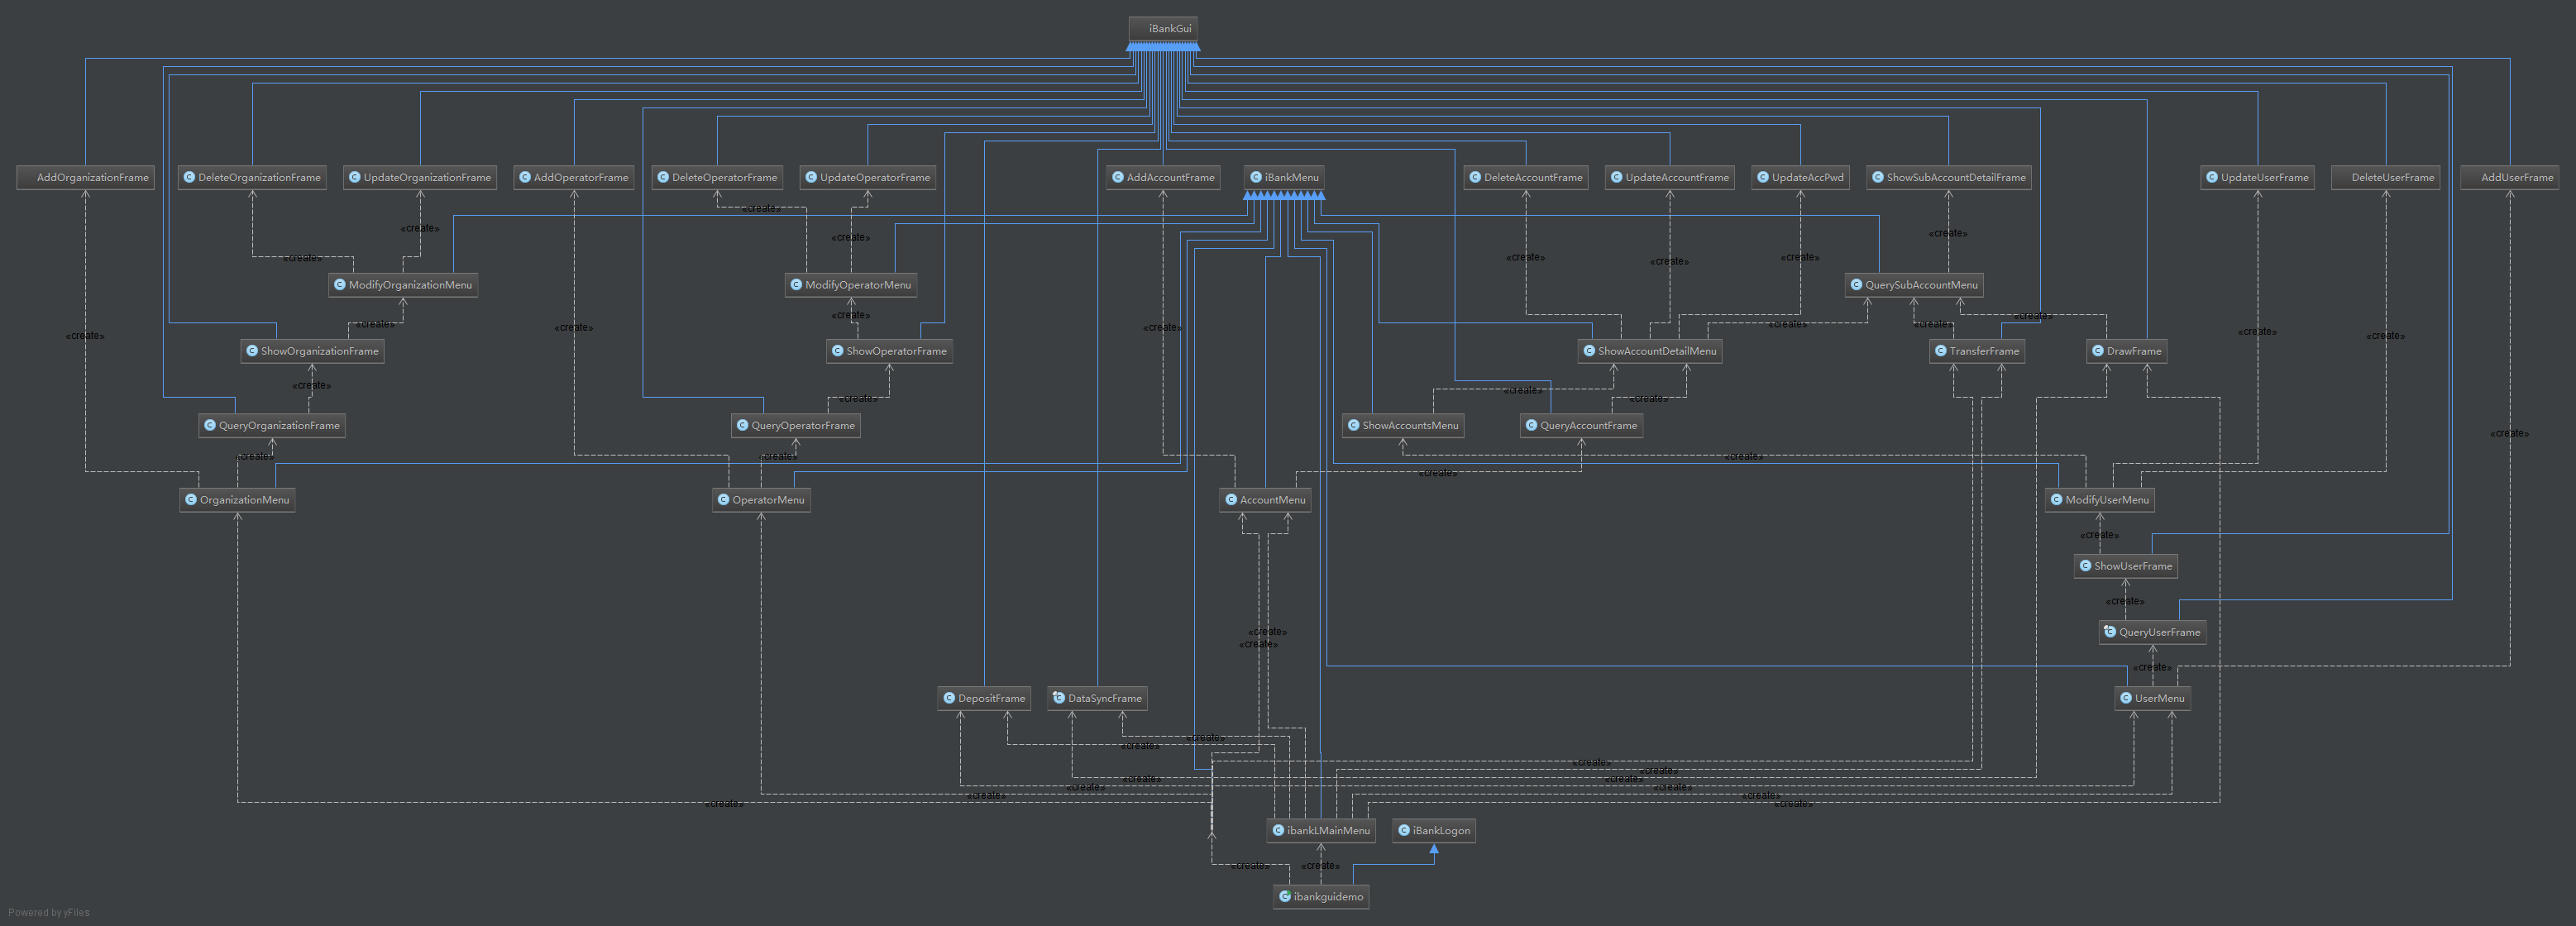 iBankGui
AddOrganizationFrame
DeleteOrganizationFrame
UpdateOrganizationFrame
AddOperatorFrame
DeleteOperatorFrame
UpdateOperatorFrame
AddAccountFrame
iBankMenu
DeleteAccountFrame
UpdateAccountFrame
UpdateAccPwd
ShowSubAccountDetailFrame
UpdateUserFrame
DeleteUserFrame
AddUserFrame
«create»
«create»
«create»
«create»
«create»
«create»
«create»
«create»
ModifyOrganizationMenu
ModifyOperatorMenu
QuerySubAccountMenu
«create»
«create»
«create»
«create»
«create»
«create»
«create»
«create»
«create»
«create»
«create»
ShowOrganizationFrame
ShowOperatorFrame
ShowAccountDetailMenu
TransferFrame
DrawFrame
«create»
«create»
«create»
«create»
QueryOrganizationFrame
QueryOperatorFrame
ShowAccountsMenu
QueryAccountFrame
«create»
«create»
«create»
«create»
«create»
OrganizationMenu
OperatorMenu
AccountMenu
ModifyUserMenu
«create»
ShowUserFrame
«create»
«create»
QueryUserFrame
«create»
«create»
DepositFrame
DataSyncFrame
UserMenu
«create»
«create»
«create»
«create»
«create»
«create»
«create»
«create»
«create»
«create»
«create»
«create»
«create»
ibankLMainMenu
iBankLogon
«create»
«create»
ibankguidemo
Powered by yFiles